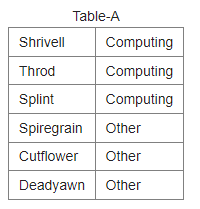 Table-A
Shrivell Computing
Throd Computing
Splint Computing
Spiregrain Other
Cutflower Other
Deadyawn Other